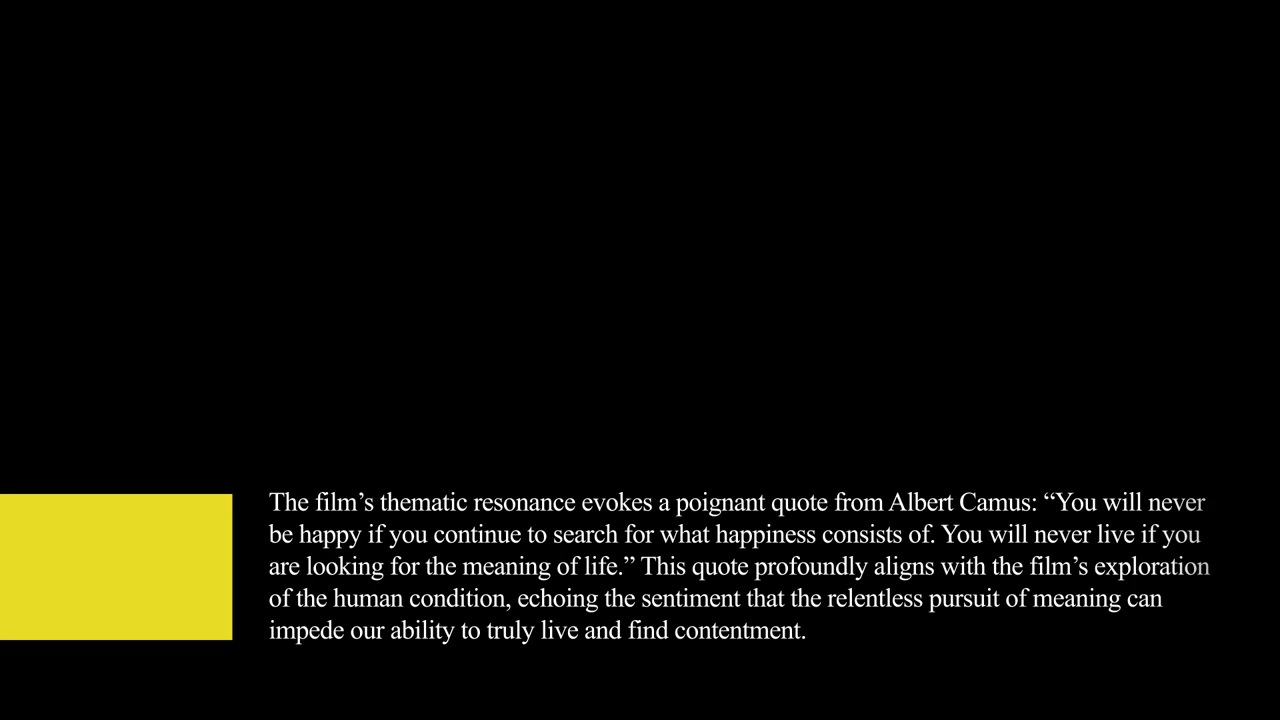 The film’s thematic resonance evokes a poignant quote from Albert Camus: “You will never
be happy if you continue to search for what happiness consists of. You will never live if you
are looking for the meaning of life.” This quote profoundly aligns with the film’s exploration
of the human condition, echoing the sentiment that the relentless pursuit of meaning can
impede our ability to truly live and find contentment.